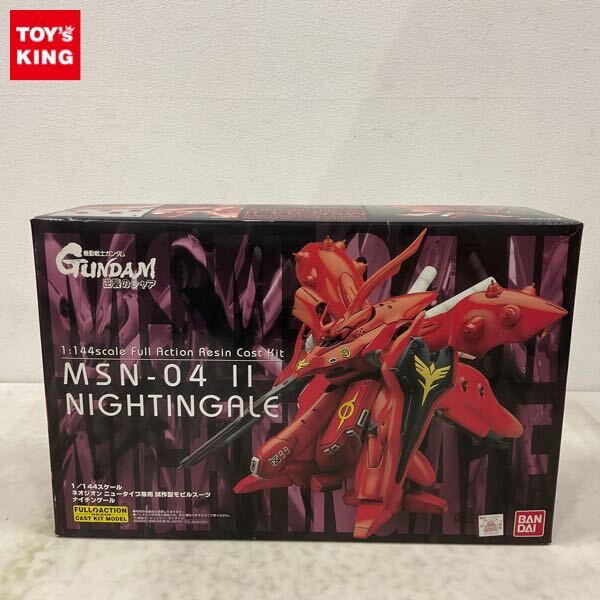 TOY's
KING
機動戦士ガンダム
GUNDAM
逆襲のシャア
1:144scale Full Action Resin Cast Kit
MSN-04 II
NIGHTINGALE
1/144スケール
ネオジオン ニュータイプ専用 試作型モビルスーツ
ナイチンゲール
FULL ACTION
CAST KIT MODEL
BAN
DAI